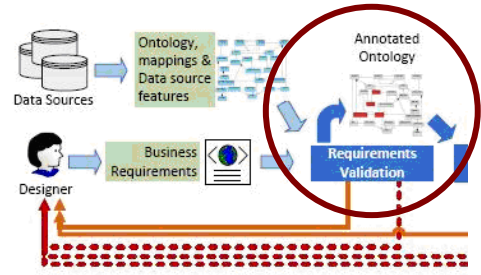 Ontology,
mappings &
Data source
features
Data Sources
Annotated
Ontology
Business
Requirements
Designer
Requirements
Validation